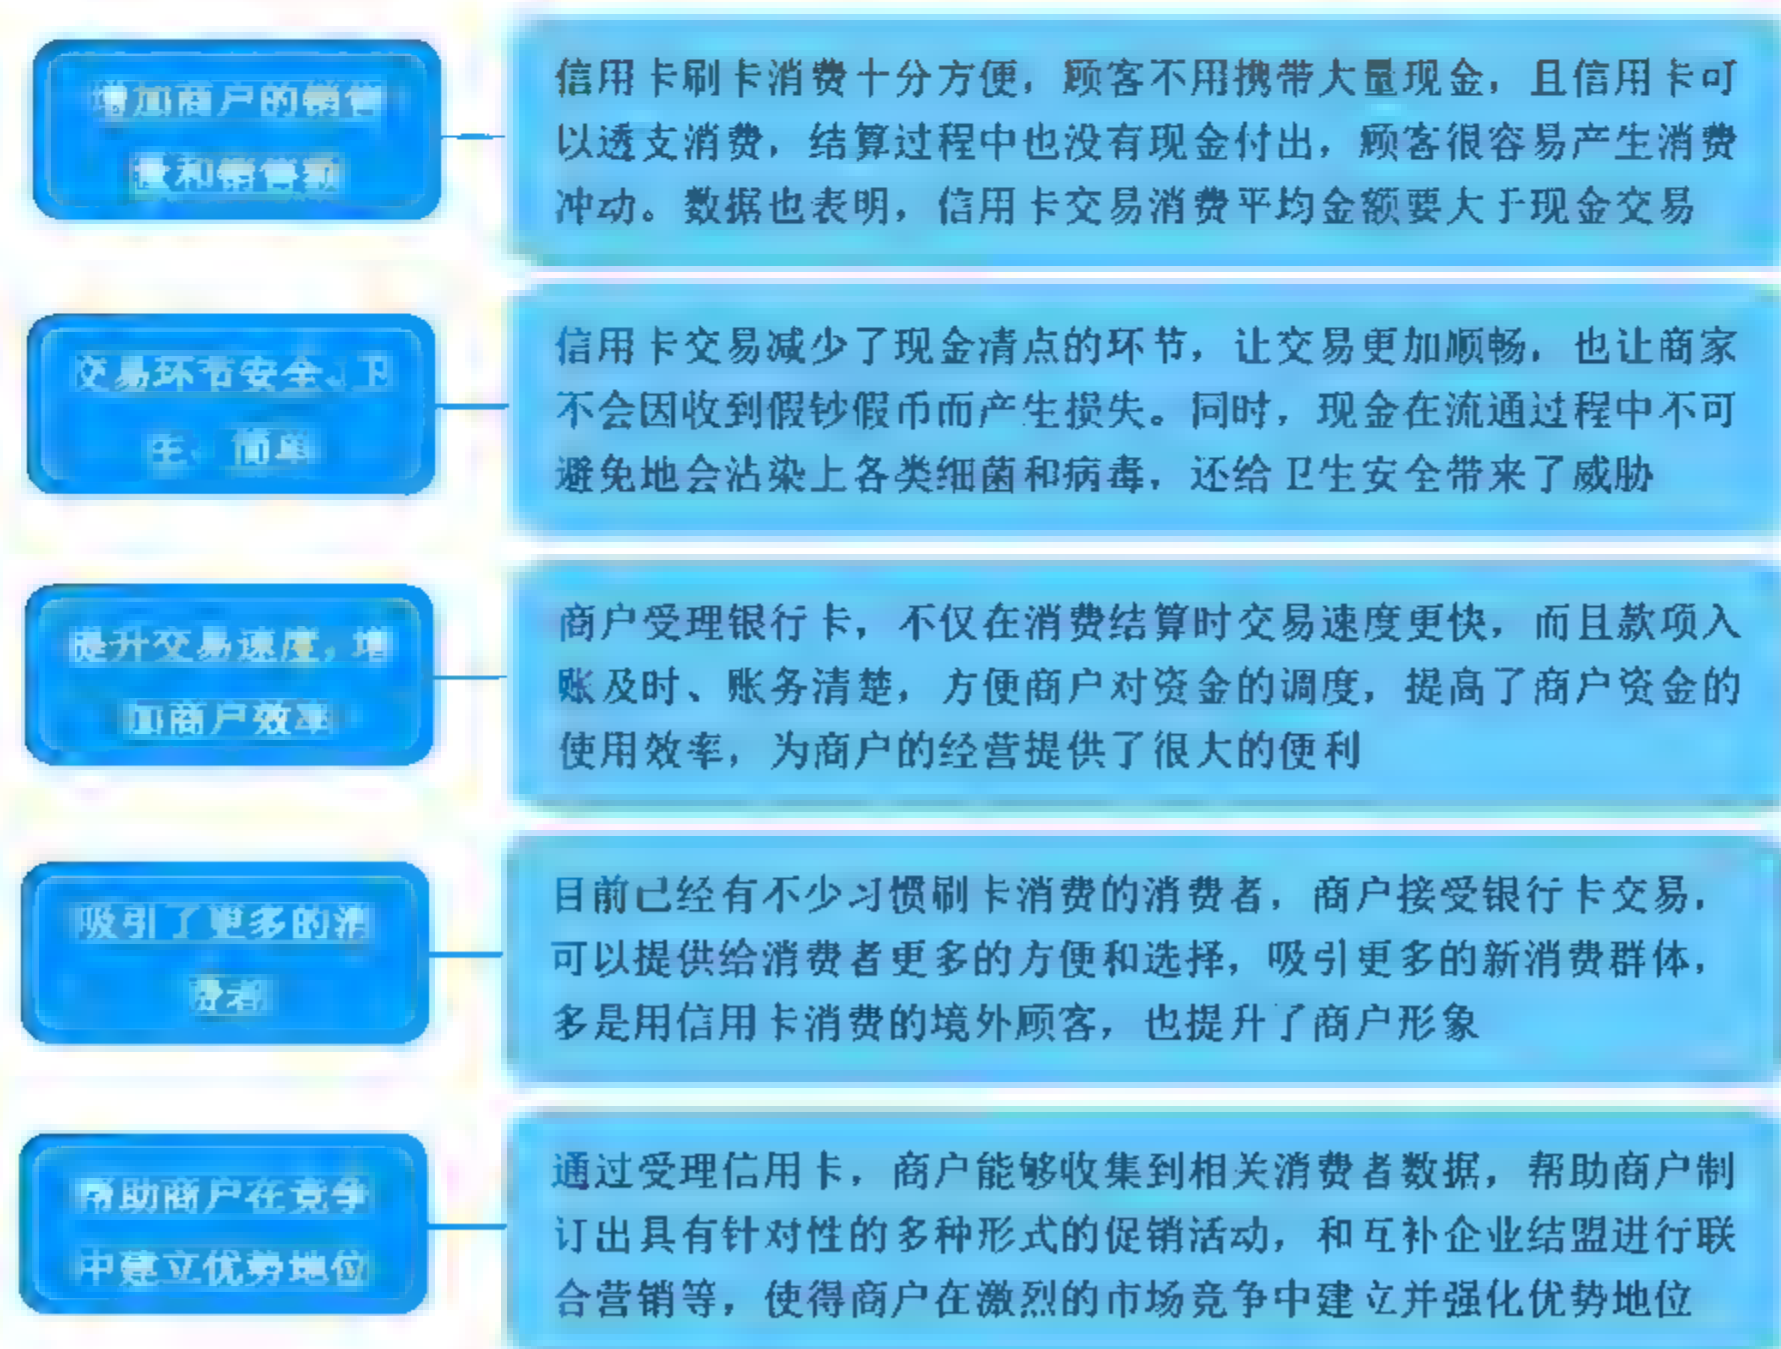 增加商户的销售
量和销售额
信用卡刷卡消费十分方便，顾客不用携带大量现金，且信用卡可
以透支消费，结算过程中也没有现金付出，顾客很容易产生消费
冲动。数据也表明，信用卡交易消费平均金额要大于现金交易
交易环节安全、卫
生、简单
信用卡交易减少了现金清点的环节，让交易更加顺畅，也让商家
不会因收到假钞假币而产生损失。同时，现金在流通过程中不可
避免地会沾染上各类细菌和病毒，还给卫生安全带来了威胁
提升交易速度，增
加商户效率
商户受理银行卡，不仅在消费结算时交易速度更快，而且款项入
账及时、账务清楚，方便商户对资金的调度，提高了商户资金的
使用效率，为商户的经营提供了很大的便利
吸引了更多的消
费者
目前已经有不少习惯刷卡消费的消费者，商户接受银行卡交易，
可以提供给消费者更多的方便和选择，吸引更多的新消费群体，
多是用信用卡消费的境外顾客，也提升了商户形象
帮助商户在竞争
中建立优势地位
通过受理信用卡，商户能够收集到相关消费者数据，帮助商户制
订出具有针对性的多种形式的促销活动，和互补企业结盟进行联
合营销等，使得商户在激烈的市场竞争中建立并强化优势地位